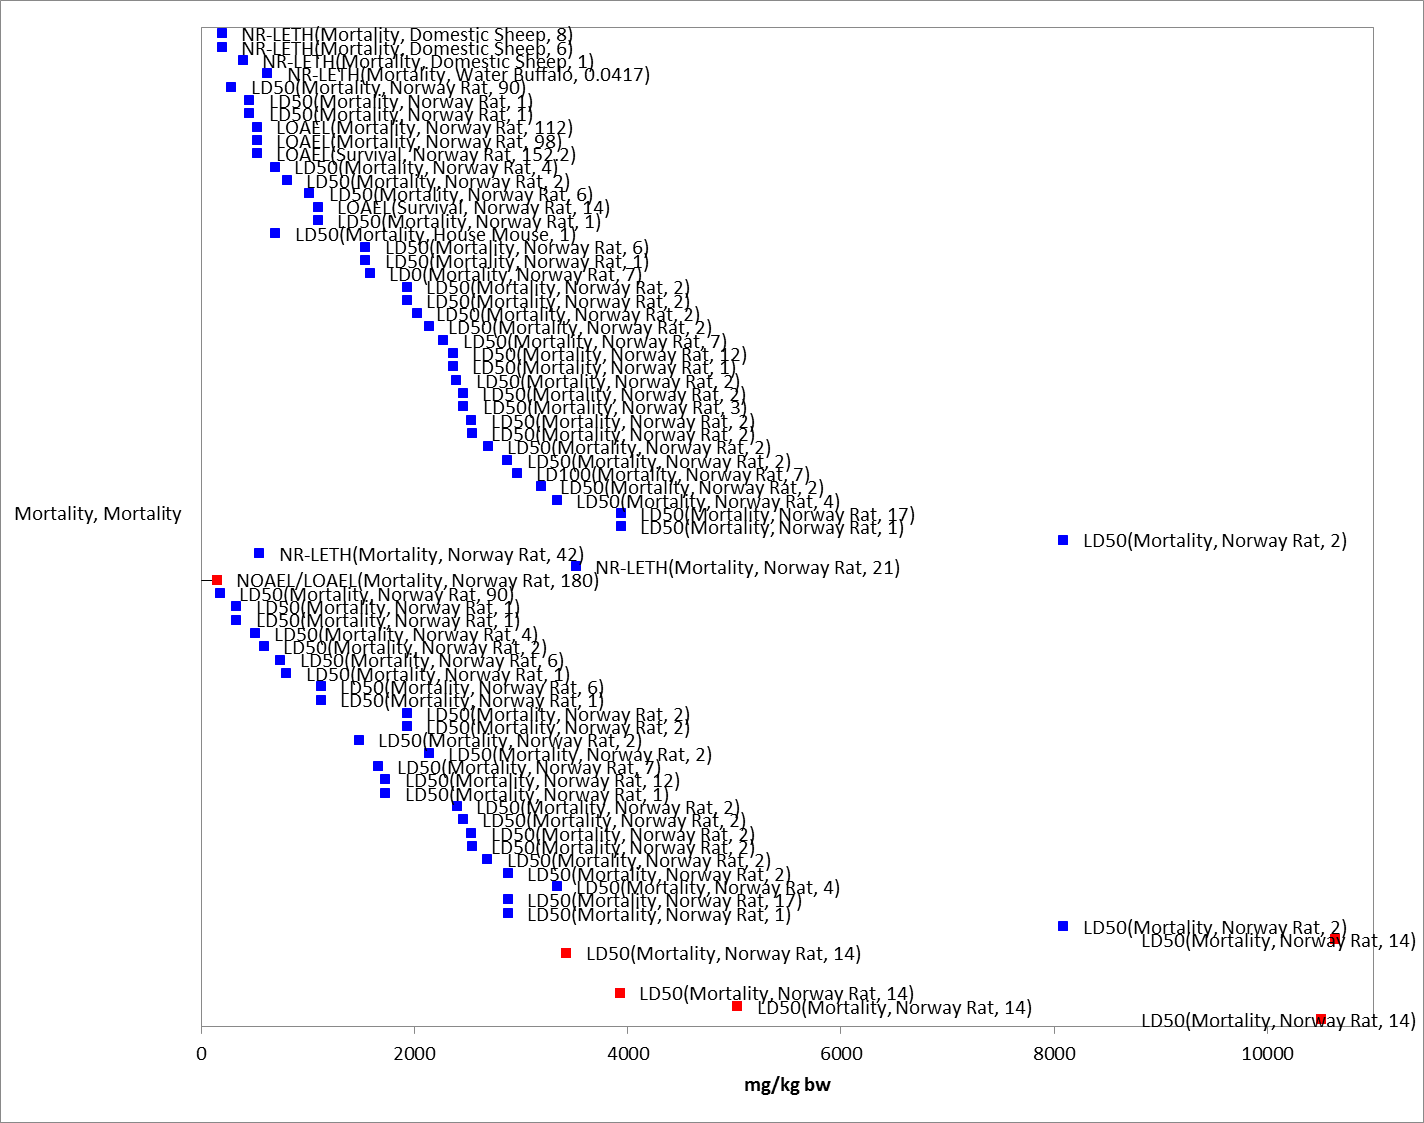 NR-LETH(Mortality, Domestic Sheep, 8)
NR-LETH(Mortality, Domestic Sheep, 6)
NR-LETH(Mortality, Domestic Sheep, 1)
NR-LETH(Mortality, Water Buffalo, 0.0417)
LD50(Mortality, Norway Rat, 90)
LD50(Mortality, Norway Rat, 1)
LD50(Mortality, Norway Rat, 1)
LOAEL(Mortality, Norway Rat, 112)
LOAEL(Mortality, Norway Rat, 98)
LOAEL(Survival, Norway Rat, 152.2)
LD50(Mortality, Norway Rat, 4)
LD50(Mortality, Norway Rat, 2)
LD50(Mortality, Norway Rat, 6)
LOAEL(Survival, Norway Rat, 14)
LD50(Mortality, Norway Rat, 1)
LD50(Mortality, House Mouse, 1)
LD50(Mortality, Norway Rat, 6)
LD50(Mortality, Norway Rat, 1)
LD0(Mortality, Norway Rat, 7)
LD50(Mortality, Norway Rat, 2)
LD50(Mortality, Norway Rat, 2)
LD50(Mortality, Norway Rat, 2)
LD50(Mortality, Norway Rat, 2)
LD50(Mortality, Norway Rat, 7)
LD50(Mortality, Norway Rat, 12)
LD50(Mortality, Norway Rat, 1)
LD50(Mortality, Norway Rat, 2)
LD50(Mortality, Norway Rat, 2)
LD50(Mortality, Norway Rat, 3)
LD50(Mortality, Norway Rat, 2)
LD50(Mortality, Norway Rat, 2)
LD50(Mortality, Norway Rat, 2)
LD50(Mortality, Norway Rat, 2)
LD100(Mortality, Norway Rat, 7)
LD50(Mortality, Norway Rat, 2)
LD50(Mortality, Norway Rat, 4)
Mortality, Mortality
LD50(Mortality, Norway Rat, 17)
LD50(Mortality, Norway Rat, 1)
LD50(Mortality, Norway Rat, 2)
NR-LETH(Mortality, Norway Rat, 42)
NR-LETH(Mortality, Norway Rat, 21)
NOAEL/LOAEL(Mortality, Norway Rat, 180)
LD50(Mortality, Norway Rat, 90)
LD50(Mortality, Norway Rat, 1)
LD50(Mortality, Norway Rat, 1)
LD50(Mortality, Norway Rat, 4)
LD50(Mortality, Norway Rat, 2)
LD50(Mortality, Norway Rat, 6)
LD50(Mortality, Norway Rat, 1)
LD50(Mortality, Norway Rat, 6)
LD50(Mortality, Norway Rat, 1)
LD50(Mortality, Norway Rat, 2)
LD50(Mortality, Norway Rat, 2)
LD50(Mortality, Norway Rat, 2)
LD50(Mortality, Norway Rat, 2)
LD50(Mortality, Norway Rat, 7)
LD50(Mortality, Norway Rat, 12)
LD50(Mortality, Norway Rat, 1)
LD50(Mortality, Norway Rat, 2)
LD50(Mortality, Norway Rat, 2)
LD50(Mortality, Norway Rat, 2)
LD50(Mortality, Norway Rat, 2)
LD50(Mortality, Norway Rat, 2)
LD50(Mortality, Norway Rat, 2)
LD50(Mortality, Norway Rat, 4)
LD50(Mortality, Norway Rat, 17)
LD50(Mortality, Norway Rat, 1)
LD50(Mortality, Norway Rat, 2)
LD50(Mortality, Norway Rat, 14)
LD50(Mortality, Norway Rat, 14)
LD50(Mortality, Norway Rat, 14)
LD50(Mortality, Norway Rat, 14)
LD50(Mortality, Norway Rat, 14)
0 2000 4000 6000 8000 10000
mg/kg bw